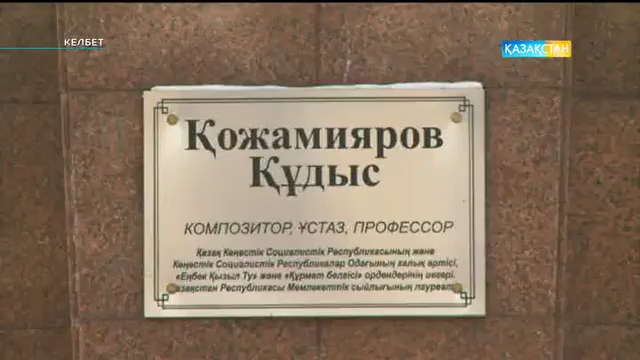 КЕЛБЕТ
ҚАЗАҚСТАН
Қожамияров
Құдыс
КОМПОЗИТОР, ҰСТАЗ, ПРОФЕССОР
Қазақ Кеңестік Социалистік Республикасының және
Кеңестік Социалистік Республикалар Одағының халық әртісі,
«Еңбек Қызыл Ту» және «Құрмет белгісі» ордендерінің иегері.
Қазақстан Республикасы Мемлекеттік сыйлығының лауреаты